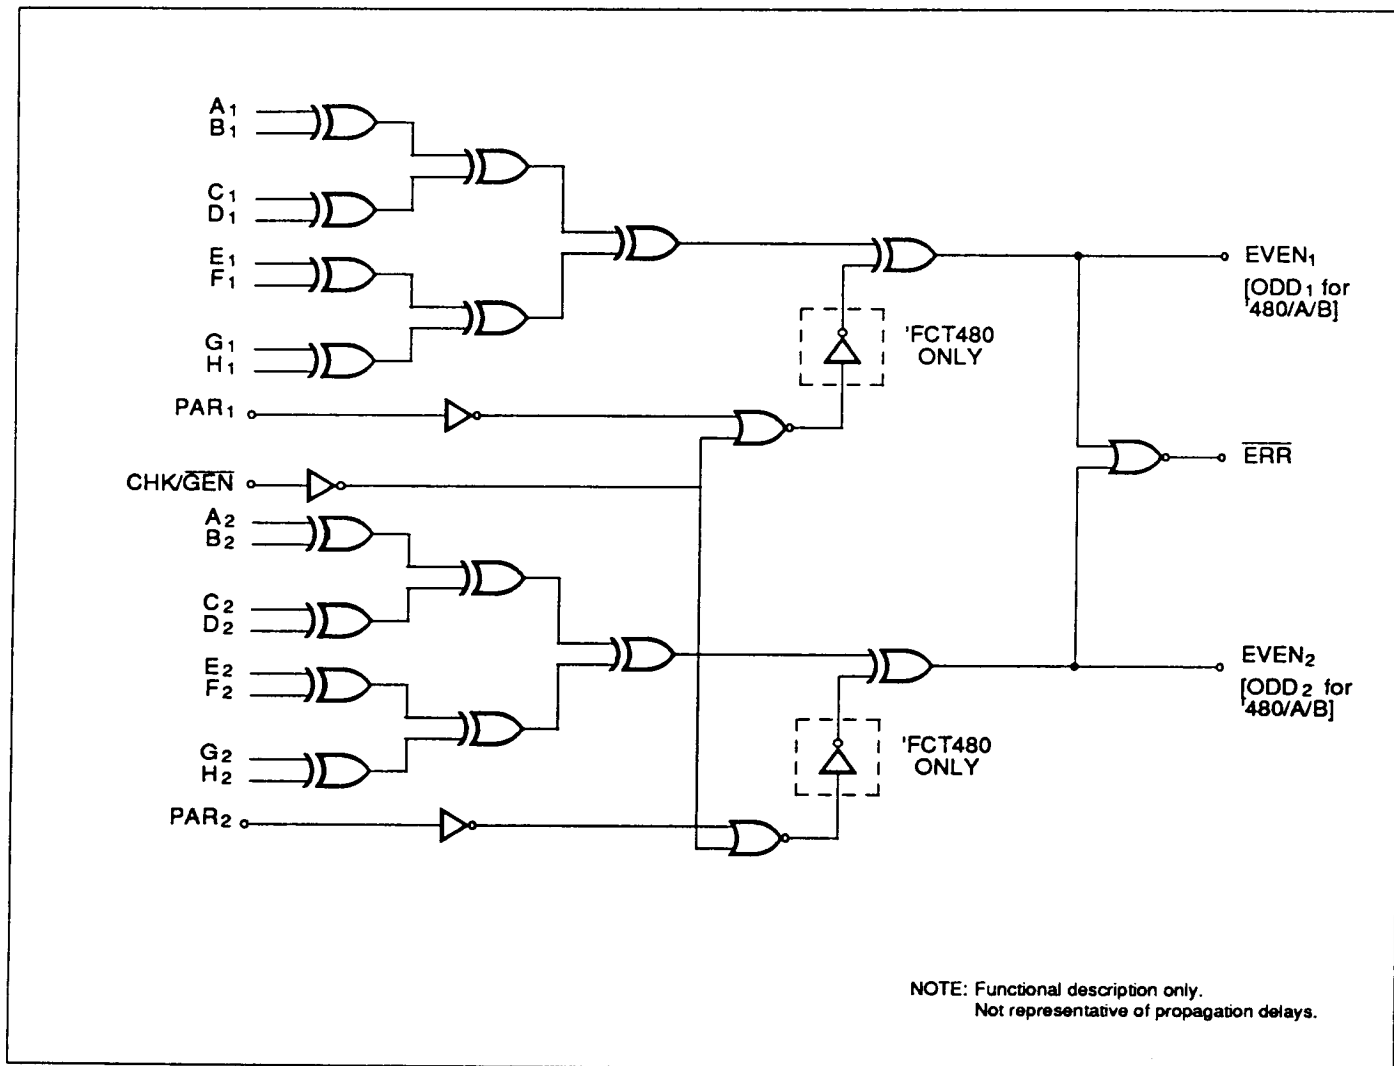 A1
B1
C1
D1
E1
F1
G1
H1
PAR1
CHK/GEN
A2
B2
C2
D2
E2
F2
G2
H2
PAR2
'FCT480
ONLY
'FCT480
ONLY
EVEN1
[ODD1 for
'480/A/B]
ERR
EVEN2
[ODD2 for
'480/A/B]
NOTE: Functional description only.
Not representative of propagation delays.